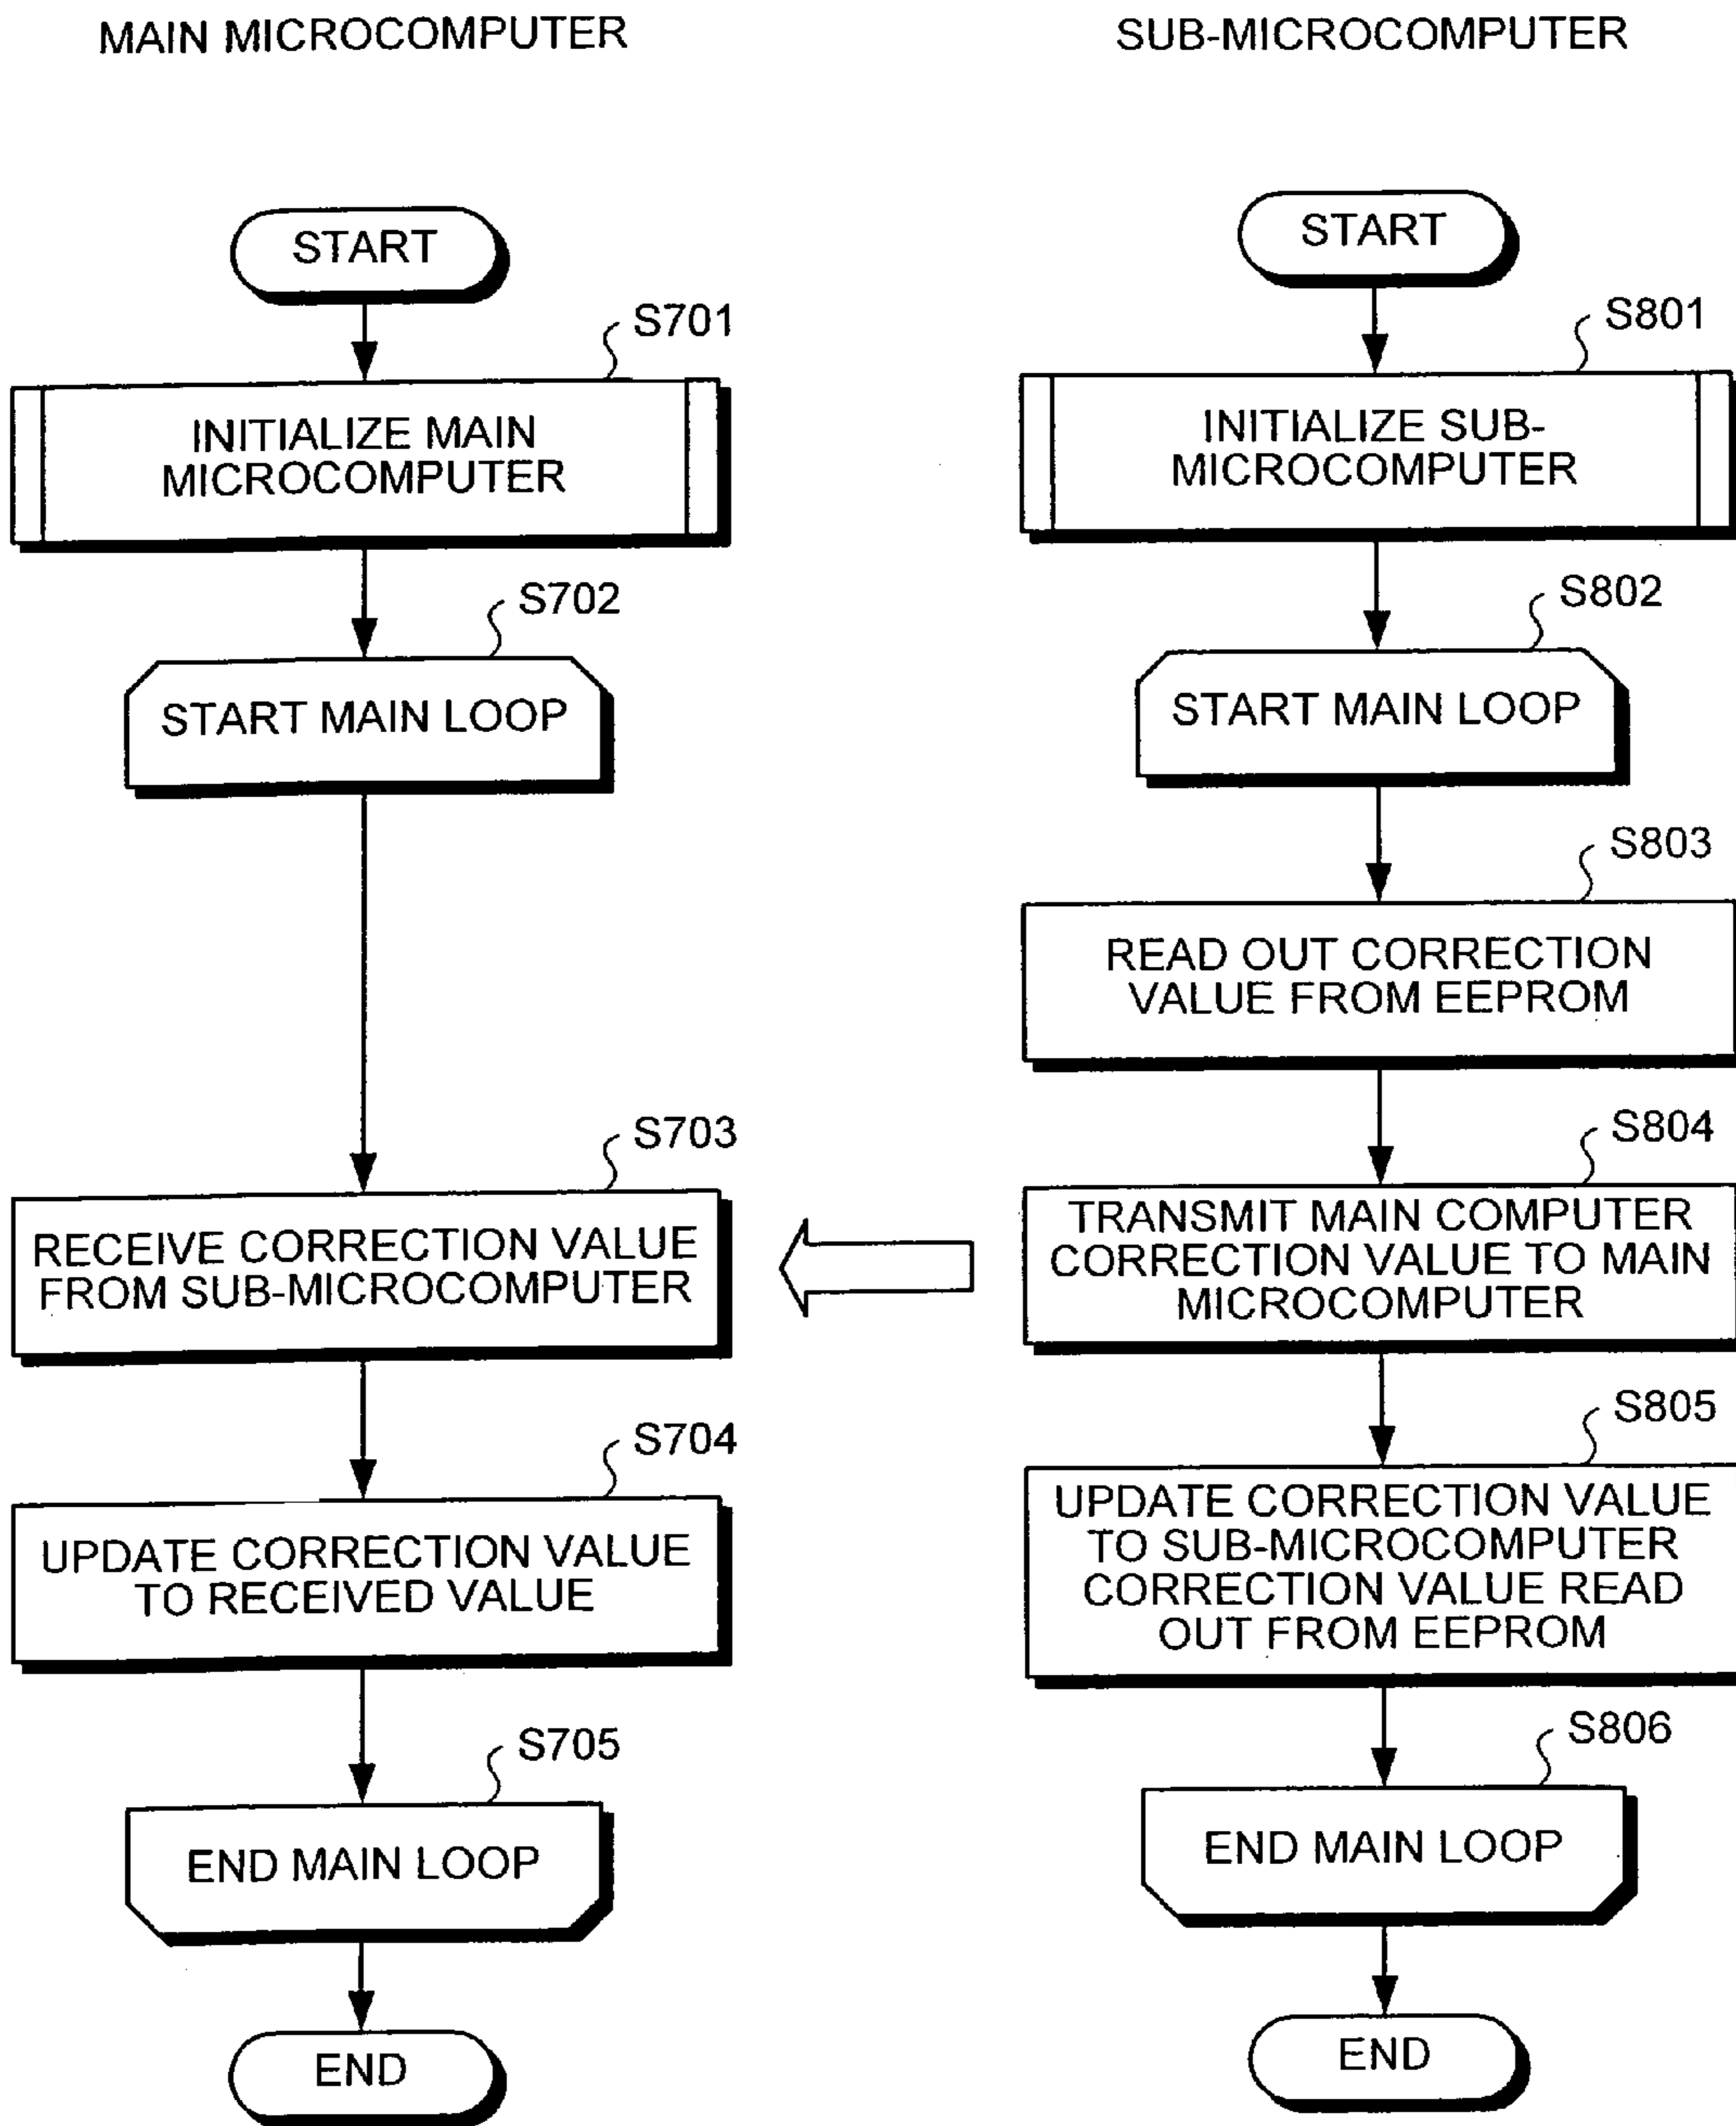 MAIN MICROCOMPUTER
START
S701
INITIALIZE MAIN
MICROCOMPUTER
S702
START MAIN LOOP
S703
RECEIVE CORRECTION VALUE
FROM SUB-MICROCOMPUTER
S704
UPDATE CORRECTION VALUE
TO RECEIVED VALUE
S705
END MAIN LOOP
END
SUB-MICROCOMPUTER
START
S801
INITIALIZE SUB-
MICROCOMPUTER
S802
START MAIN LOOP
S803
READ OUT CORRECTION
VALUE FROM EEPROM
S804
TRANSMIT MAIN COMPUTER
CORRECTION VALUE TO MAIN
MICROCOMPUTER
S805
UPDATE CORRECTION VALUE
TO SUB-MICROCOMPUTER
CORRECTION VALUE READ
OUT FROM EEPROM
S806
END MAIN LOOP
END